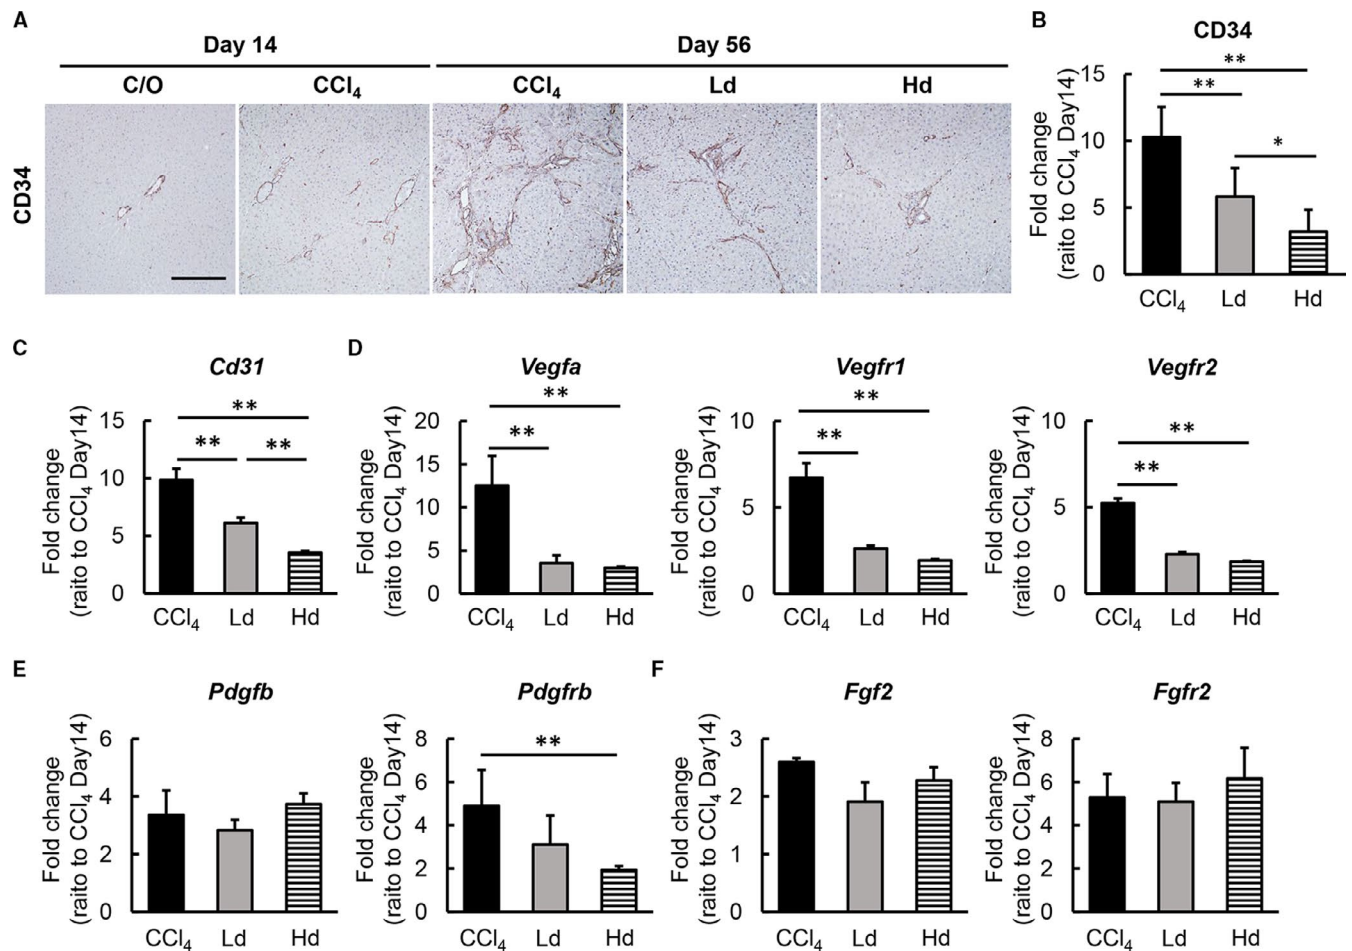 A
Day 14
Day 56
C/O
CCl₄
CCl₄
Ld
Hd
CD34
B
CD34
Fold change
(raito to CCl₄ Day14)
15
10
5
0
**
**
*
CCl₄
Ld
Hd
C
Cd31
Fold change
(raito to CCl₄ Day14)
15
10
5
0
**
**
**
CCl₄
Ld
Hd
D
Vegfa
Fold change
(raito to CCl₄ Day14)
20
15
10
5
0
**
**
CCl₄
Ld
Hd
Vegfr1
Fold change
(raito to CCl₄ Day14)
10
5
0
**
**
CCl₄
Ld
Hd
Vegfr2
Fold change
(raito to CCl₄ Day14)
10
5
0
**
**
CCl₄
Ld
Hd
E
Pdgfb
Fold change
(raito to CCl₄ Day14)
6
4
2
0
CCl₄
Ld
Hd
Pdgfrb
Fold change
(raito to CCl₄ Day14)
8
6
4
2
0
**
CCl₄
Ld
Hd
F
Fgf2
Fold change
(raito to CCl₄ Day14)
3
2
1
0
CCl₄
Ld
Hd
Fgfr2
Fold change
(raito to CCl₄ Day14)
8
6
4
2
0
CCl₄
Ld
Hd